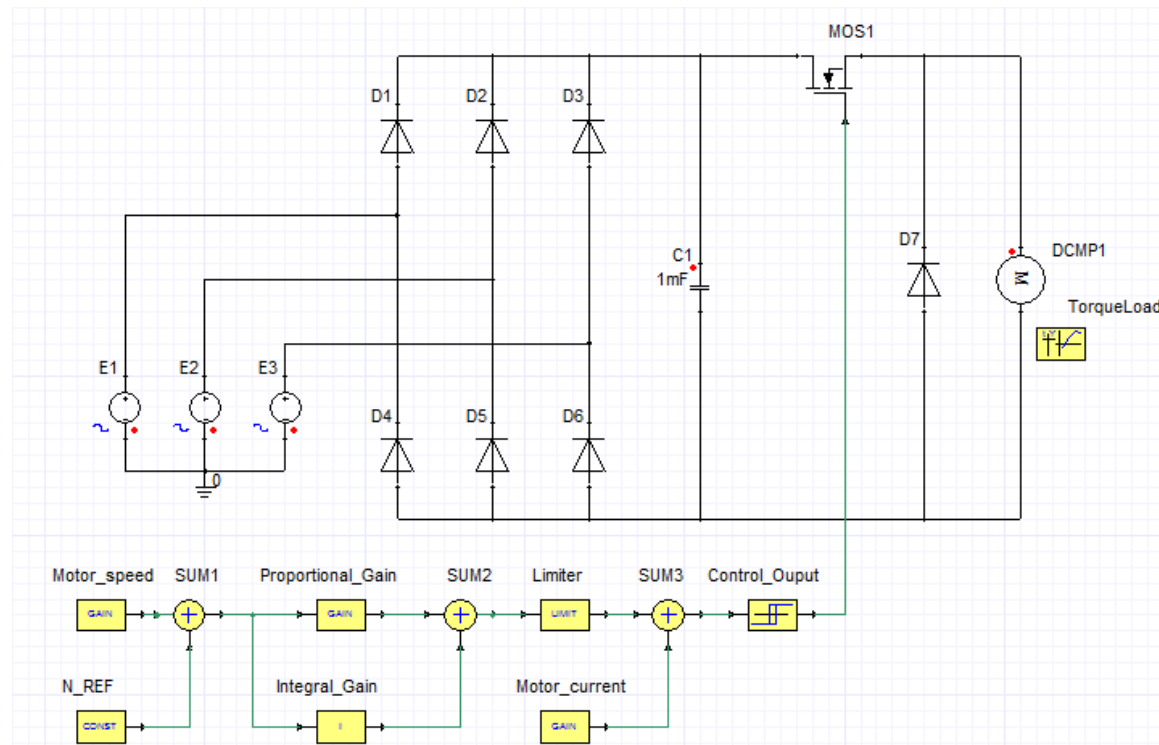 MOS1
D1
D2
D3
C1
1mF
D7
DCMP1
M
TorqueLoad
E1
E2
E3
D4
D5
D6
0
Motor_speed
SUM1
Proportional_Gain
SUM2
Limiter
SUM3
Control_Ouput
GAIN
GAIN
LIMIT
N_REF
Integral_Gain
Motor_current
CONST
I
GAIN